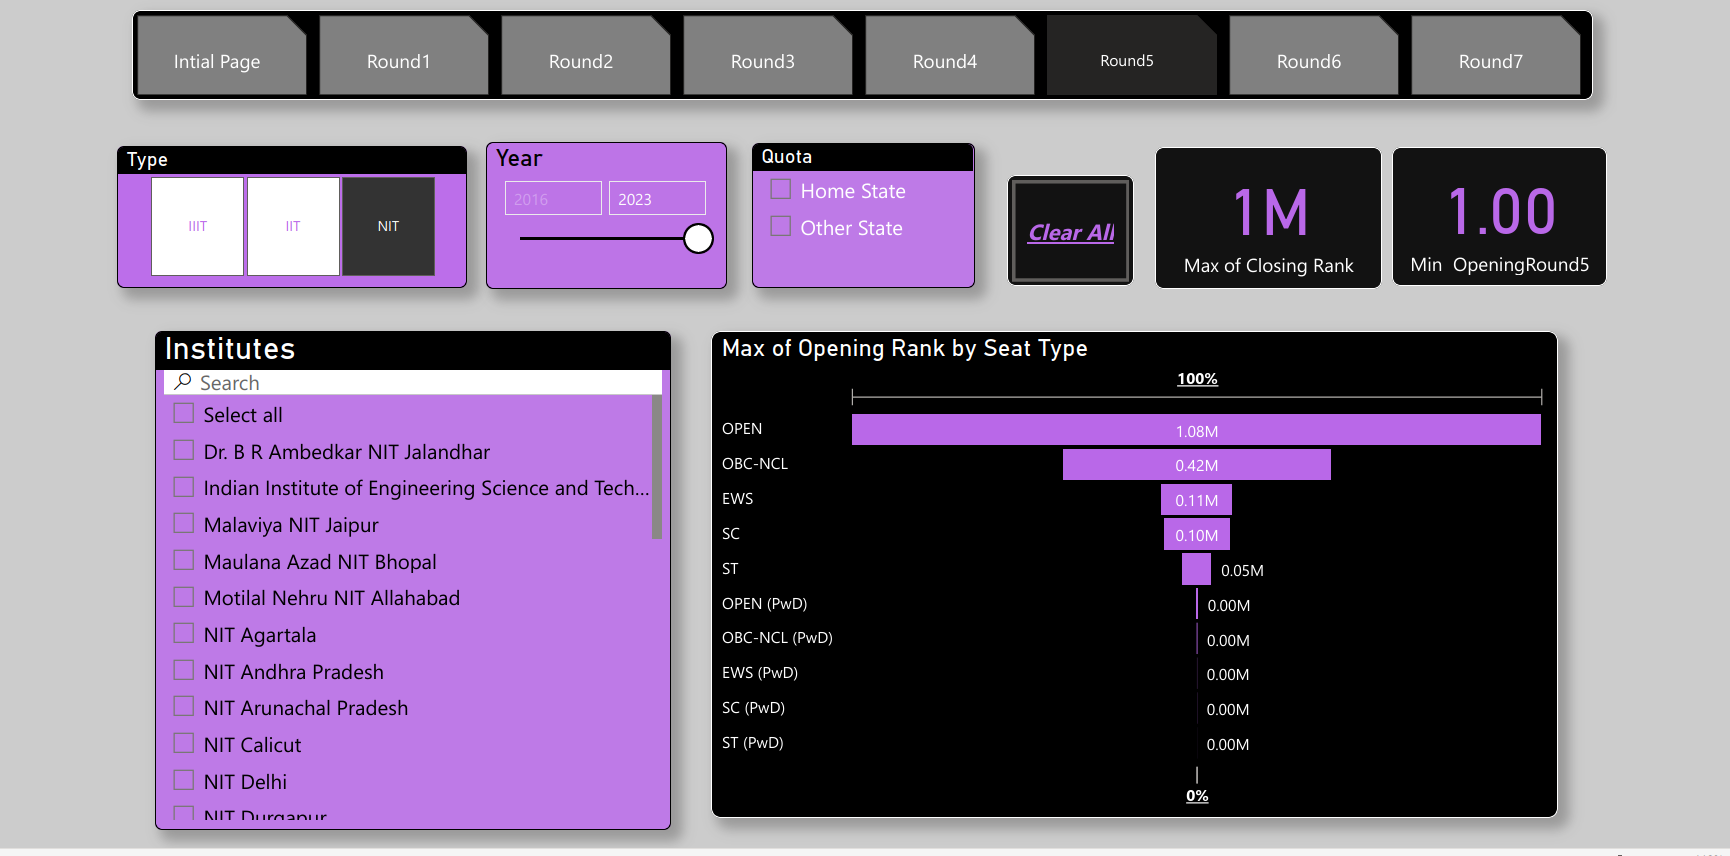 Intial Page
Round1
Round2
Round3
Round4
Round5
Round6
Round7
Type
IIIT
IIT
NIT
Year
2016
2023
Quota
Home State
Other State
Clear All
1M
Max of Closing Rank
1.00
Min OpeningRound5
Institutes
Search
Select all
Dr. B R Ambedkar NIT Jalandhar
Indian Institute of Engineering Science and Tech...
Malaviya NIT Jaipur
Maulana Azad NIT Bhopal
Motilal Nehru NIT Allahabad
NIT Agartala
NIT Andhra Pradesh
NIT Arunachal Pradesh
NIT Calicut
NIT Delhi
NIT Durgapur
Max of Opening Rank by Seat Type
100%
OPEN 1.08M
OBC-NCL 0.42M
EWS 0.11M
SC 0.10M
ST 0.05M
OPEN (PwD) 0.00M
OBC-NCL (PwD) 0.00M
EWS (PwD) 0.00M
SC (PwD) 0.00M
ST (PwD) 0.00M
0%